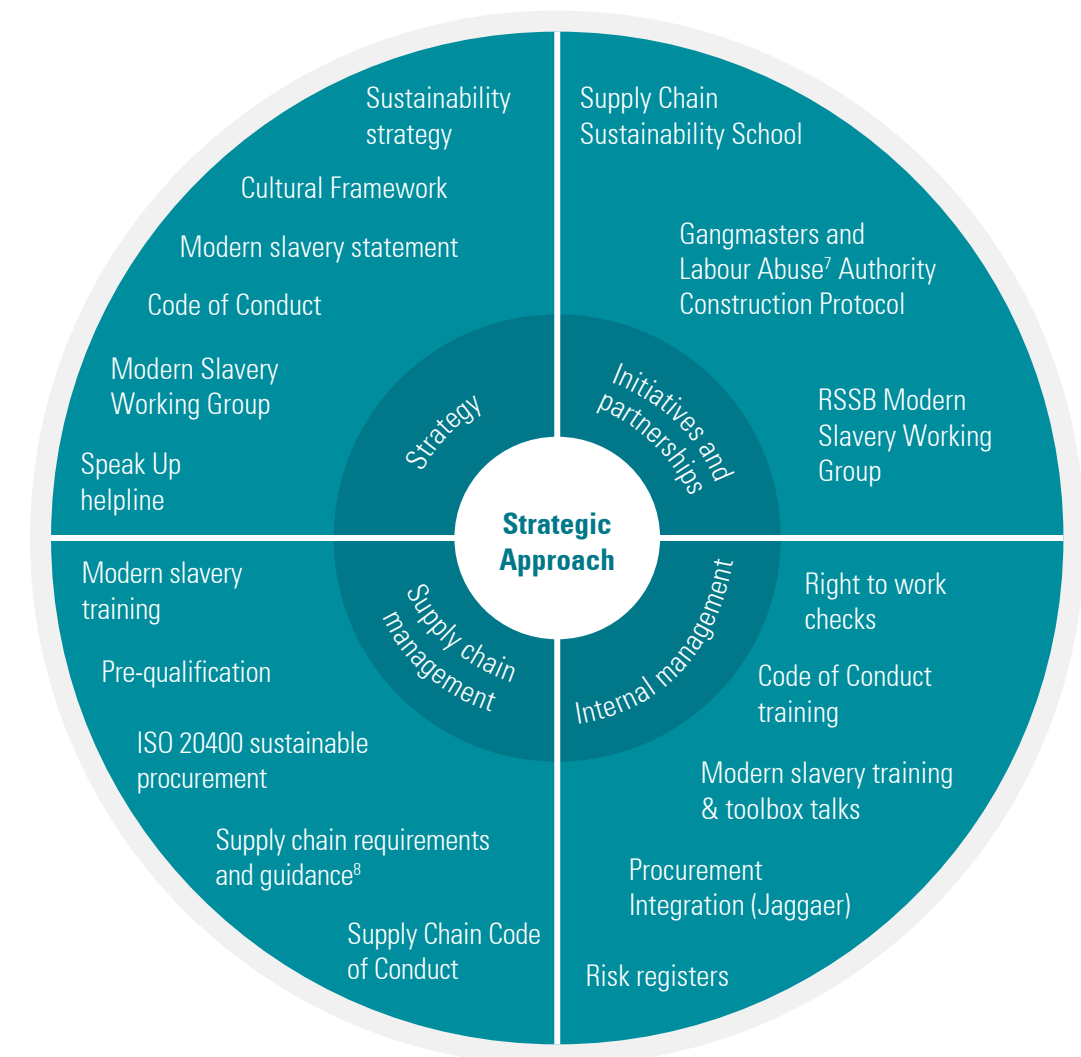 Sustainability
strategy
Cultural Framework
Modern slavery statement
Code of Conduct
Modern Slavery
Working Group
Speak Up
helpline
Strategy
Supply Chain
Sustainability School
Gangmasters and
Labour Abuse⁷ Authority
Construction Protocol
RSSB Modern
Slavery Working
Group
Initiatives and
partnerships
Strategic
Approach
Modern slavery
training
Pre-qualification
ISO 20400 sustainable
procurement
Supply chain requirements
and guidance⁸
Supply Chain Code
of Conduct
Supply chain
management
Internal management
Right to work
checks
Code of Conduct
training
Modern slavery training
& toolbox talks
Procurement
Integration (Jaggaer)
Risk registers